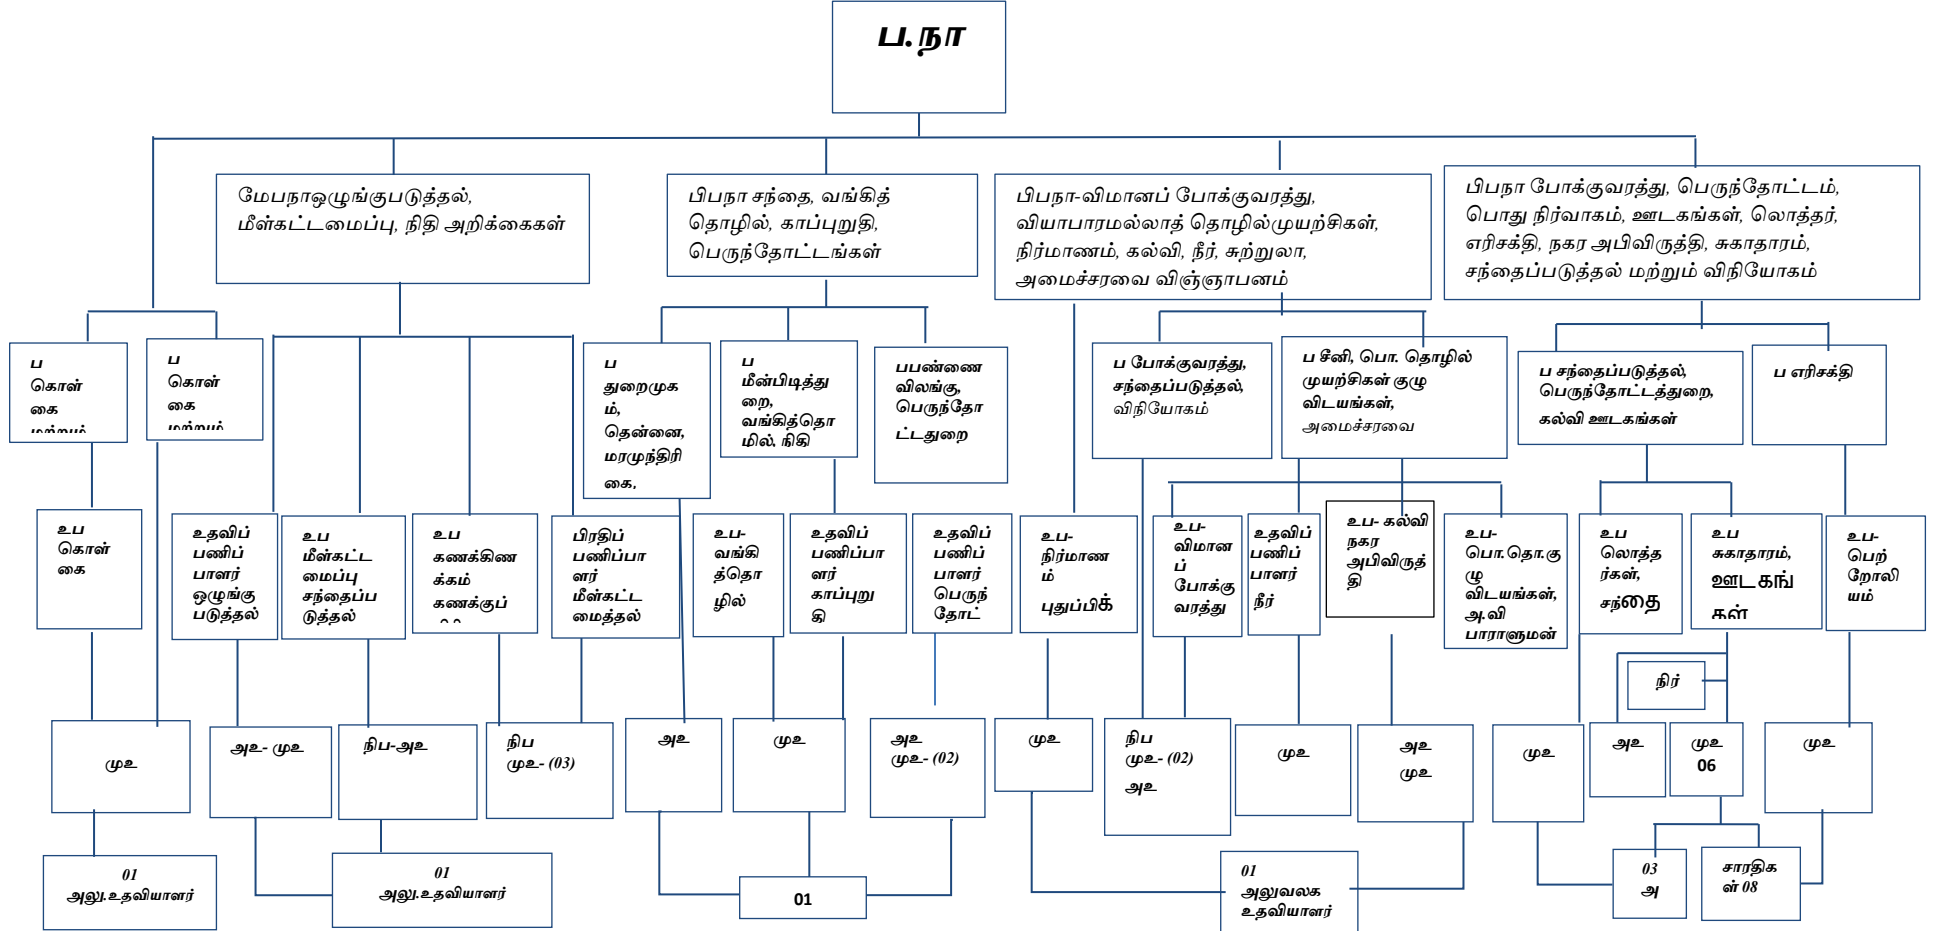 ப.நா
மேபநாஒழுங்குபடுத்தல்,
மீள்கட்டமைப்பு, நிதி அறிக்கைகள்
பிபநா சந்தை, வங்கித்
தொழில், காப்புறுதி,
பெருந்தோட்டங்கள்
பிபநா-விமானப் போக்குவரத்து,
வியாபாரமல்லாத் தொழில்முயற்சிகள்,
நிர்மாணம், கல்வி, நீர், சுற்றுலா,
அமைச்சரவை விஞ்ஞாபனம்
பிபநா போக்குவரத்து, பெருந்தோட்டம்,
பொது நிர்வாகம், ஊடகங்கள், லொத்தர்,
எரிசக்தி, நகர அபிவிருத்தி, சுகாதாரம்,
சந்தைப்படுத்தல் மற்றும் விநியோகம்
ப
கொள்
கை
மற்றும்
ப
கொள்
கை
மற்றும்
ப
துறைமுக
ம்,
தென்னை,
மரமுந்திரி
கை,
ப
மீன்பிடித்து
றை,
வங்கித்தொ
ழில், நிதி
பபண்ணை
விலங்கு,
பெருந்தோ
ட்டதுறை
ப போக்குவரத்து,
சந்தைப்படுத்தல்,
விநியோகம்
ப சீனி, பொ. தொழில்
முயற்சிகள் குழு
விடயங்கள்,
அமைச்சரவை
ப சந்தைப்படுத்தல்,
பெருந்தோட்டத்துறை,
கல்வி ஊடகங்கள்
ப எரிசக்தி
உப
கொள்
கை
உதவிப்
பணிப்
பாளர்
ஒழுங்கு
படுத்தல்
உப
மீள்கட்ட
மைப்பு
சந்தைப்ப
டுத்தல்
உப
கணக்கிண
க்கம்
கணக்குப்
பிரதிப்
பணிப்பா
ளர்
மீள்கட்ட
மைத்தல்
உப-
வங்கி
த்தொ
ழில்
உதவிப்
பணிப்பா
ளர்
காப்புறு
தி
உதவிப்
பணிப்
பாளர்
பெருந்
தோட்
உப-
நிர்மாண
ம்
புதுப்பிக்
உப-
விமான
ப்
போக்கு
வரத்து
உதவிப்
பணிப்
பாளர்
நீர்
உப- கல்வி
நகர
அபிவிருத்
தி
உப-
பொ.தொ.கு
ழு
விடயங்கள்,
அ.வி
பாராளுமன்
உப
லொத்த
ர்கள்,
சந்தை
உப
சுகாதாரம்,
ஊடகங்
கள்
உப-
பெற்
றோலி
யம்
நிர்
முஉ
அஉ- முஉ
நிப-அஉ
நிப
முஉ- (03)
அஉ
முஉ
அஉ
முஉ- (02)
முஉ
நிப
முஉ- (02)
அஉ
முஉ
அஉ
முஉ
முஉ
அஉ
முஉ
06
முஉ
01
அலு.உதவியாளர்
01
அலு.உதவியாளர்
01
01
அலுவலக
உதவியாளர்
03
அ
சாரதிக
ள் 08